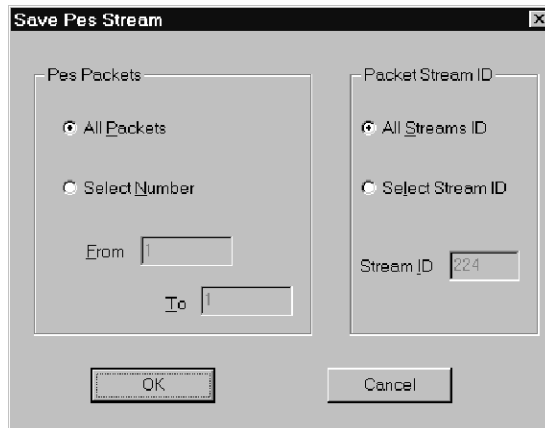 Save Pes Stream
Pes Packets
All Packets
Select Number
From 1
To 1
Packet Stream ID
All Streams ID
Select Stream ID
Stream ID 224
OK
Cancel